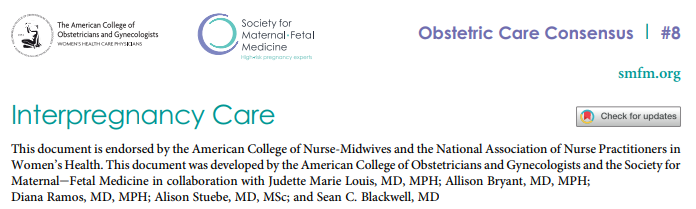 The American College of
Obstetricians and Gynecologists
WOMEN'S HEALTH CARE PHYSICIANS
Society for
Maternal-Fetal
Medicine
High-risk pregnancy experts
Obstetric Care Consensus | #8
smfm.org
Interpregnancy Care
Check for updates
This document is endorsed by the American College of Nurse-Midwives and the National Association of Nurse Practitioners in
Women's Health. This document was developed by the American College of Obstetricians and Gynecologists and the Society for
Maternal–Fetal Medicine in collaboration with Judette Marie Louis, MD, MPH; Allison Bryant, MD, MPH;
Diana Ramos, MD, MPH; Alison Stuebe, MD, MSc; and Sean C. Blackwell, MD